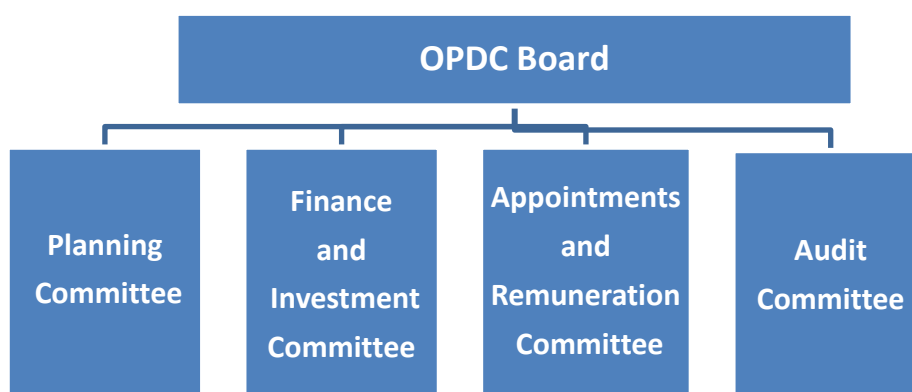 OPDC Board
Planning
Committee
Finance
and
Investment
Committee
Appointments
and
Remuneration
Committee
Audit
Committee